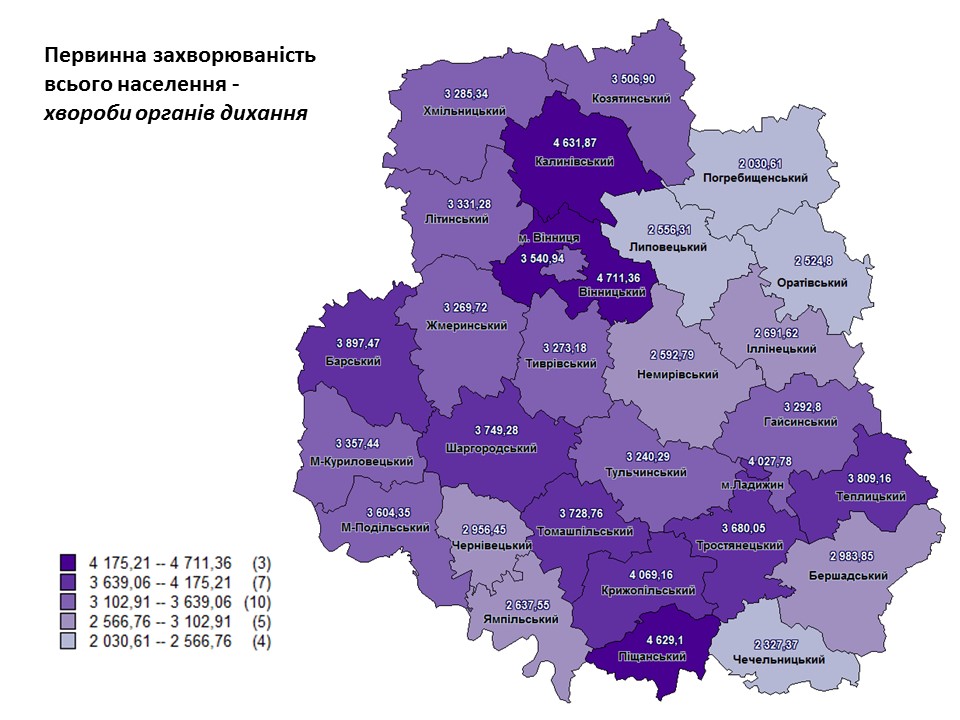 Первинна захворюваність
всього населення -
хвороби органів дихання
3 506,90
Козятинський
3 285,34
Хмільницький
4 631,87
Калинівський
2 030,61
Погребищенський
3 331,28
Літинський
2 556,31
Липовецький
м. Вінниця
3 540,94
2 524,8
Оратівський
4 711,36
Вінницький
3 269,72
Жмеринський
2 691,62
Іллінецький
3 897,47
Барський
3 273,18
Тиврівський
2 592,79
Немирівський
3 292,8
Гайсинський
3 749,28
Шаргородський
3 357,44
М-Куриловецький
3 240,29
Тульчинський
4 027,78
м.Ладижин
3 809,16
Теплицький
3 604,35
М-Подільський
2 956,45
Чернівецький
3 728,76
Томашпільський
3 680,05
Тростянецький
2 983,85
Бершадський
4 069,16
Крижопільський
2 637,55
Ямпільський
4 629,1
Піщанський
2 327,37
Чечельницький
4 175,21 -- 4 711,36 (3)
3 639,06 -- 4 175,21 (7)
3 102,91 -- 3 639,06 (10)
2 566,76 -- 3 102,91 (5)
2 030,61 -- 2 566,76 (4)